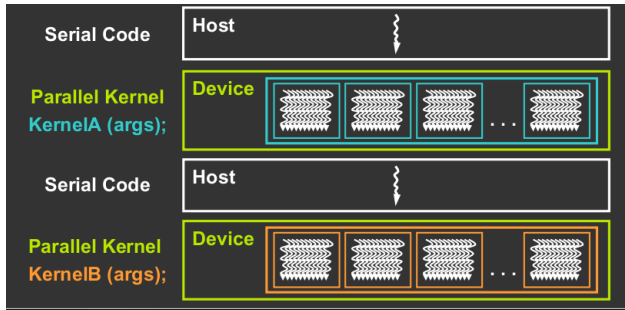 Serial Code
Host
Parallel Kernel
KernelA (args);
Device
. . .
Serial Code
Host
Parallel Kernel
KernelB (args);
Device
. . .